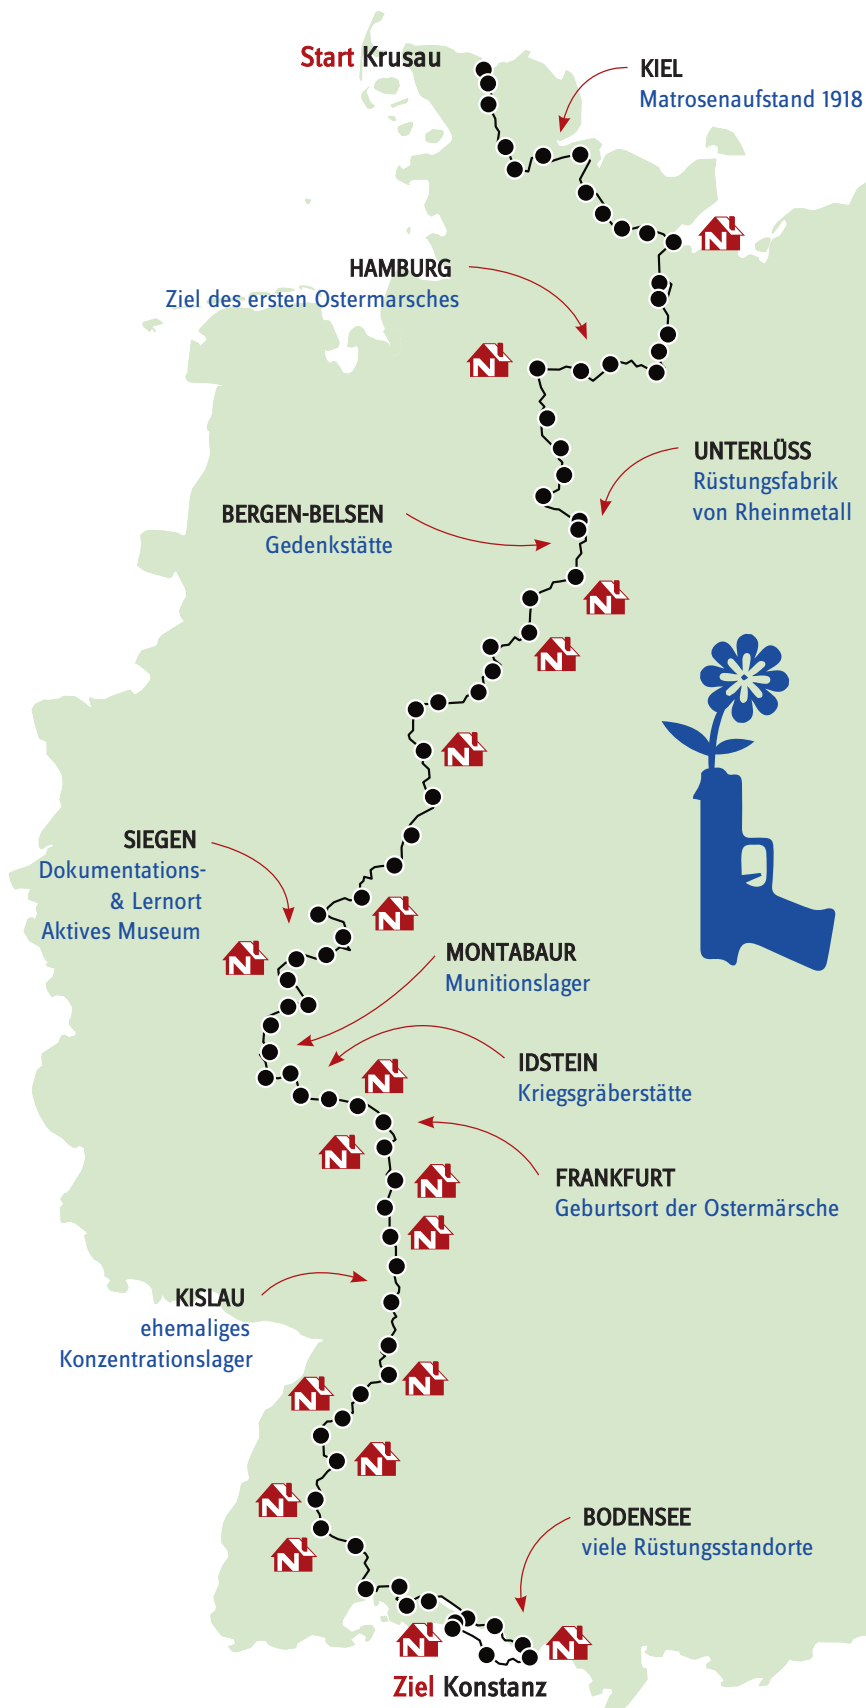 Start Krusau
KIEL
Matrosenaufstand 1918
N
HAMBURG
Ziel des ersten Ostermarsches
N
UNTERLÜSS
Rüstungsfabrik
von Rheinmetall
BERGEN-BELSEN
Gedenkstätte
N
N
N
SIEGEN
Dokumentations-
& Lernort
Aktives Museum
N
N
MONTABAUR
Munitionslager
IDSTEIN
Kriegsgräberstätte
N
N
FRANKFURT
Geburtsort der Ostermärsche
N
N
KISLAU
ehemaliges
Konzentrationslager
N
N
N
N
BODENSEE
viele Rüstungsstandorte
N
N
N
Ziel Konstanz